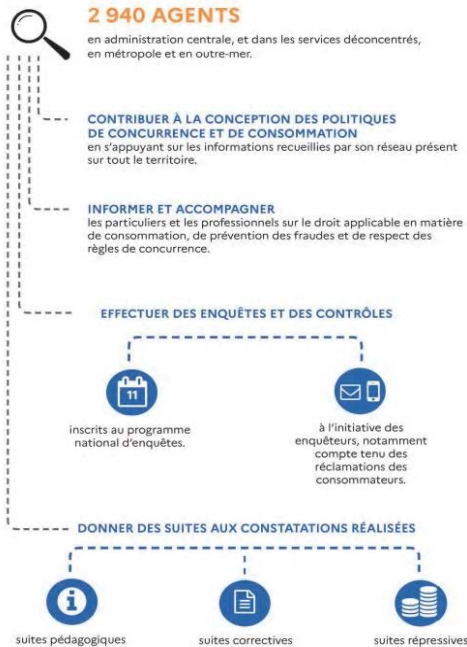 2 940 AGENTS
en administration centrale, et dans les services déconcentrés,
en métropole et en outre-mer.
CONTRIBUER À LA CONCEPTION DES POLITIQUES
DE CONCURRENCE ET DE CONSOMMATION
en s'appuyant sur les informations recueillies par son réseau présent
sur tout le territoire.
INFORMER ET ACCOMPAGNER
les particuliers et les professionnels sur le droit applicable en matière
de consommation, de prévention des fraudes et de respect des
règles de concurrence.
EFFECTUER DES ENQUÊTES ET DES CONTRÔLES
11
inscrits au programme
national d'enquêtes.
à l'initiative des
enquêteurs, notamment
compte tenu des
réclamations des
consommateurs.
DONNER DES SUITES AUX CONSTATATIONS RÉALISÉES
suites pédagogiques
suites correctives
suites répressives